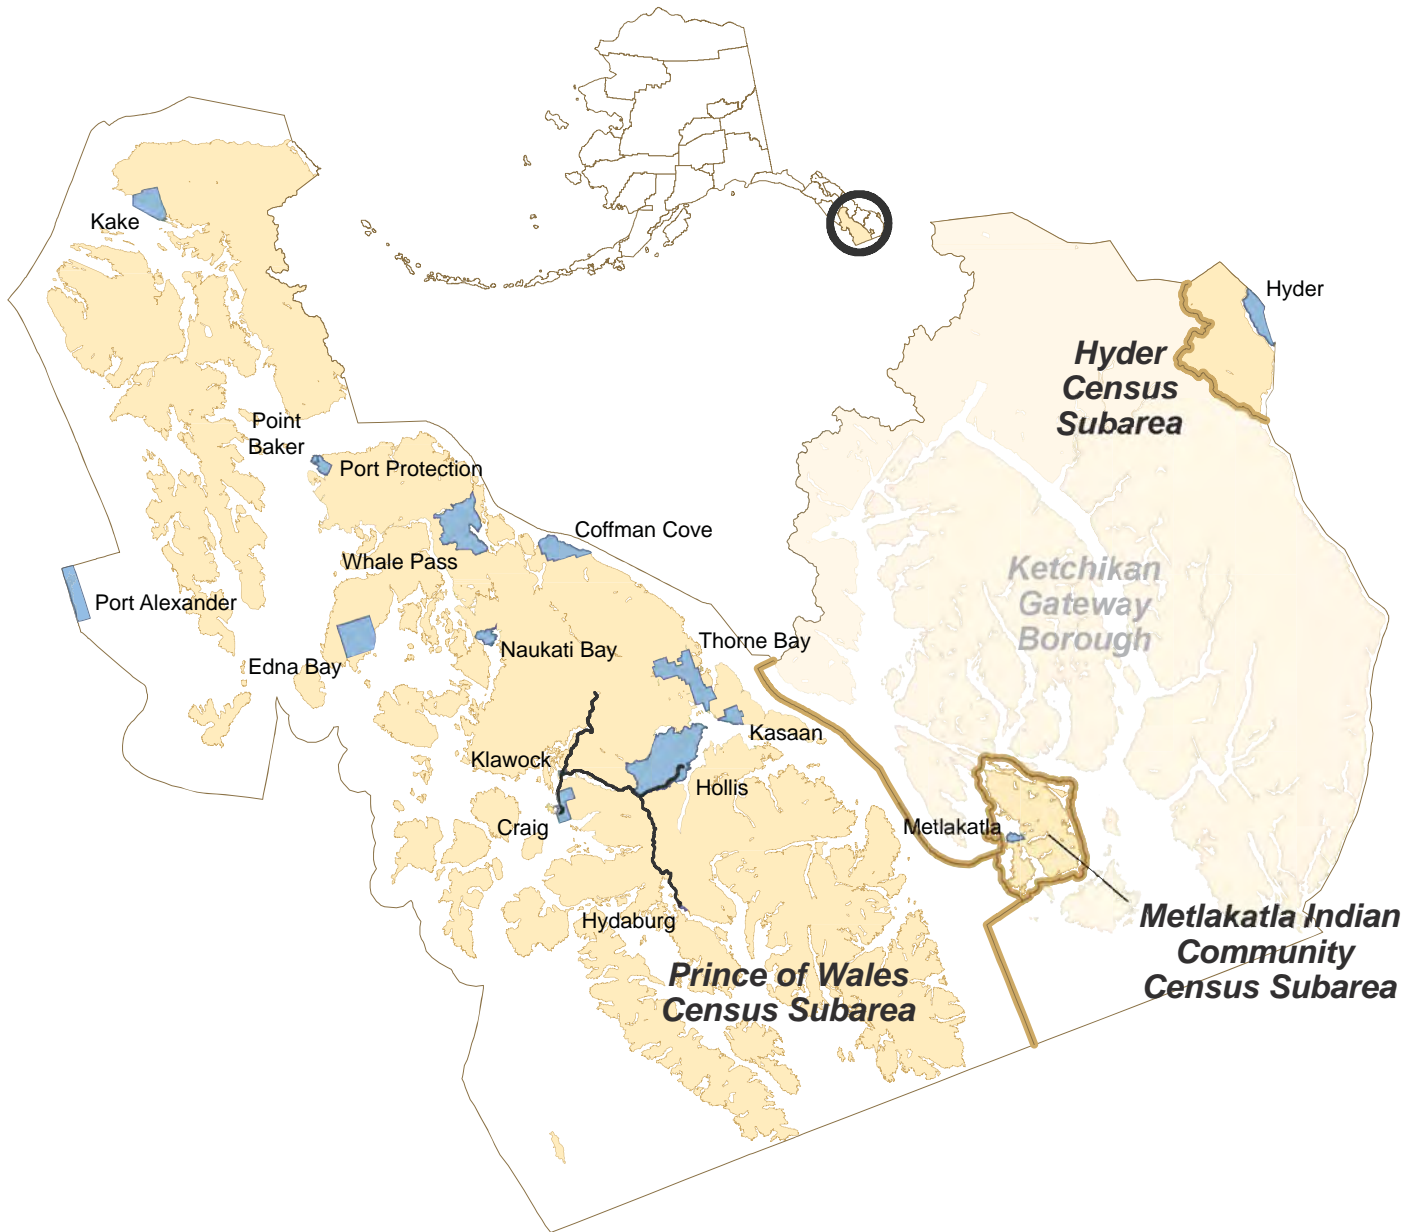 Kake
Hyder
Hyder
Census
Subarea
Point
Baker
Port Protection
Coffman Cove
Whale Pass
Ketchikan
Gateway
Borough
Port Alexander
Naukati Bay
Thorne Bay
Edna Bay
Kasaan
Klawock
Hollis
Craig
Metlakatla
Hydaburg
Metlakatla Indian
Community
Census Subarea
Prince of Wales
Census Subarea